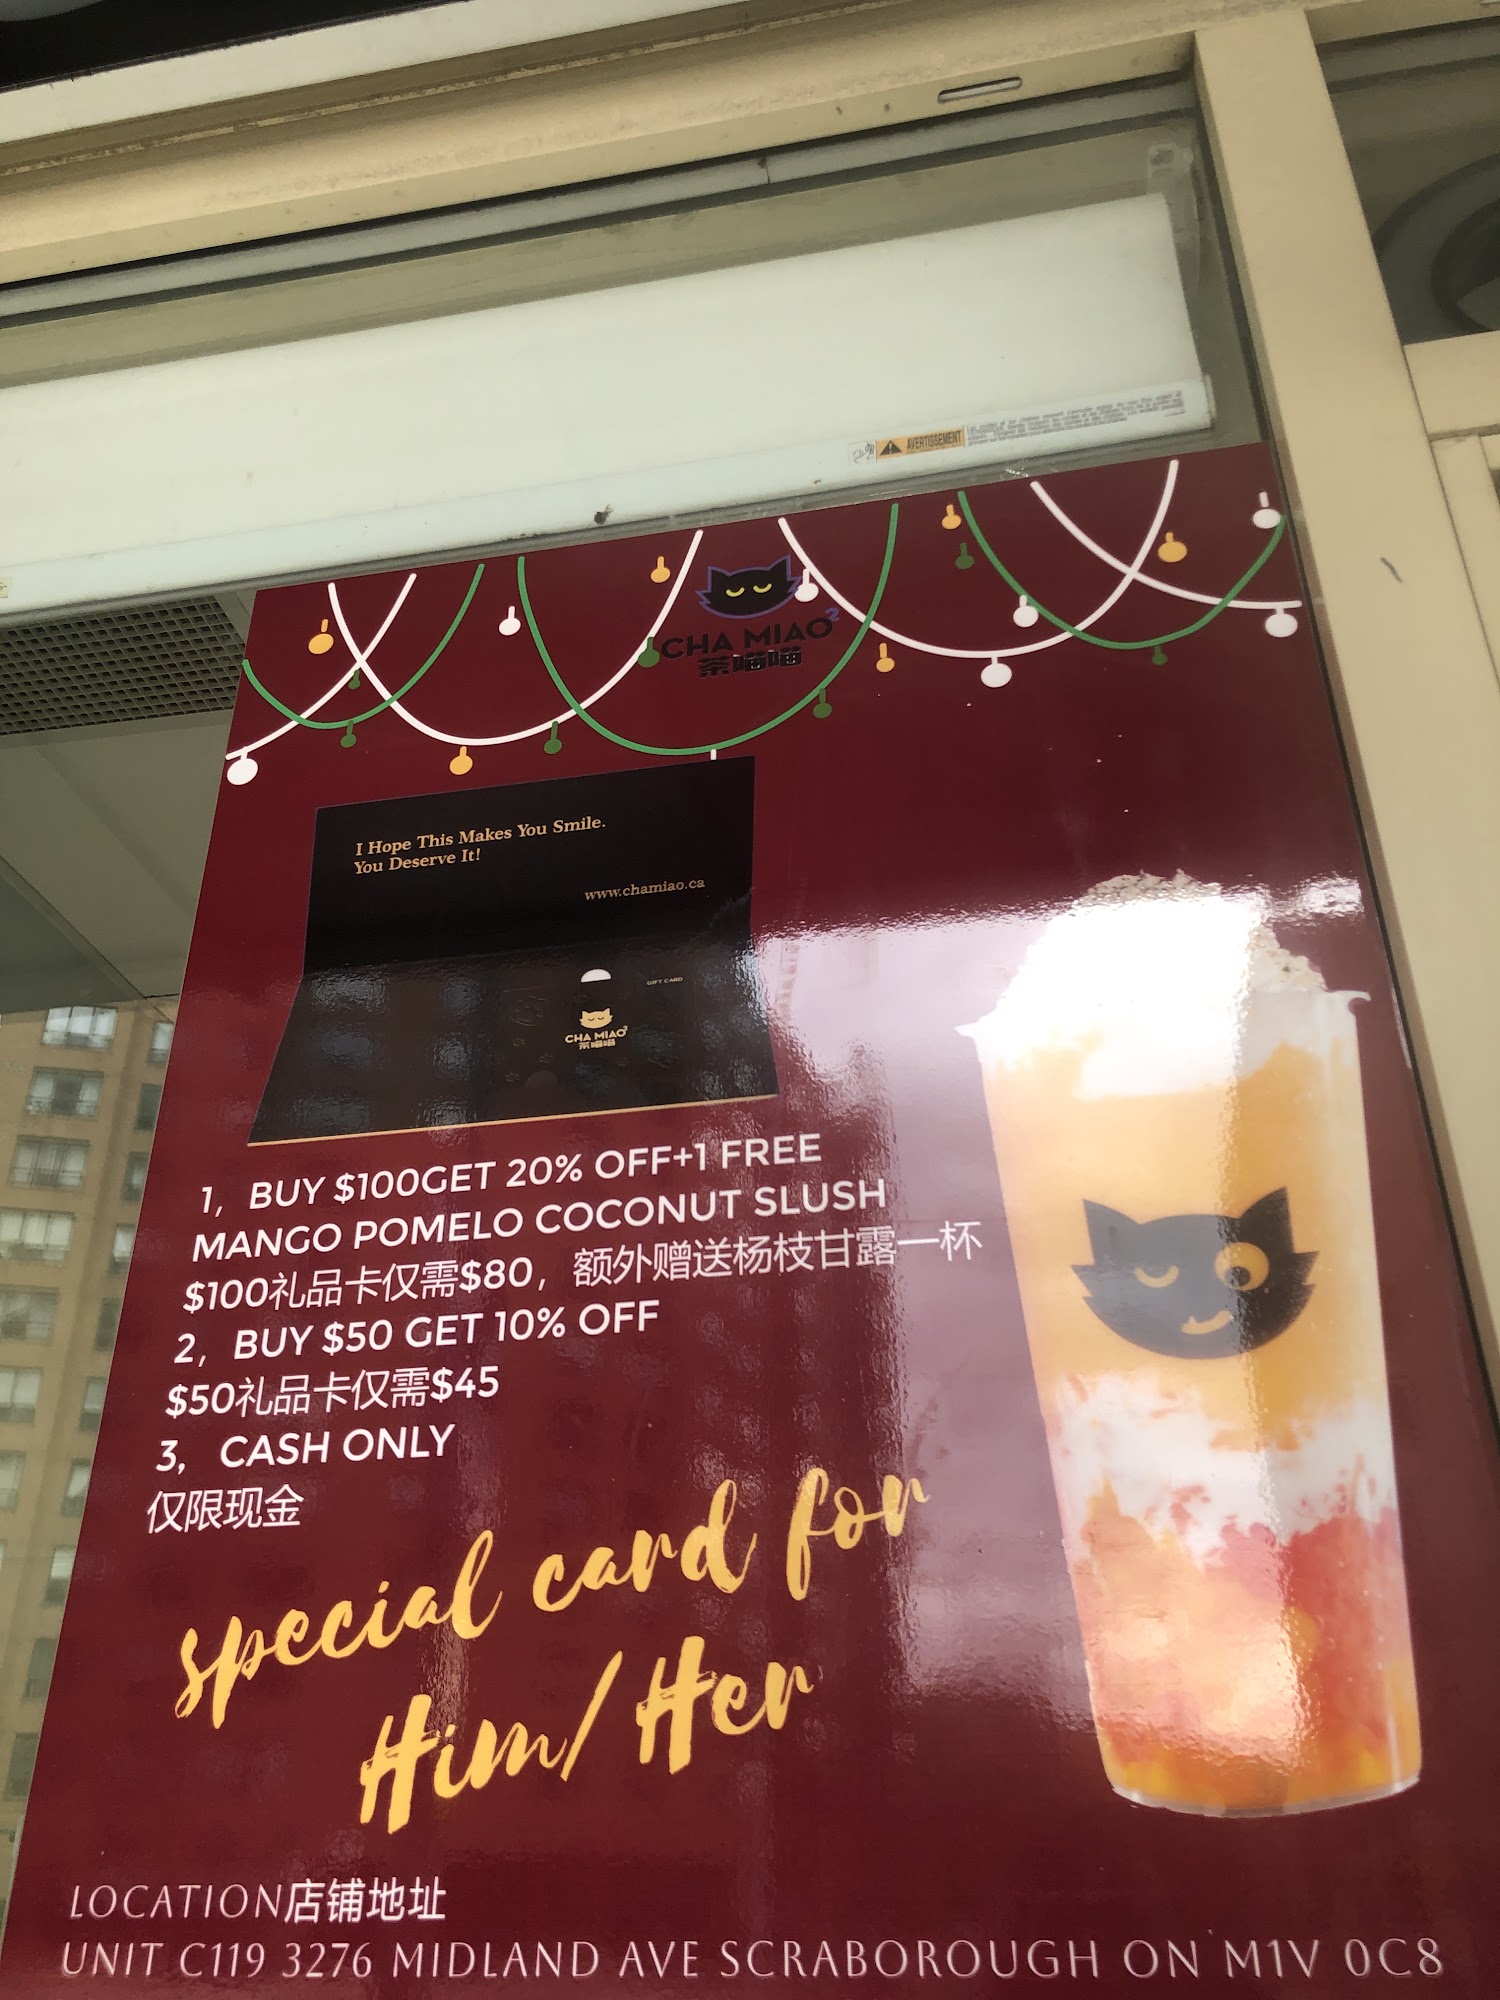 AVERTISSEMENT
CHA MIAO²
茶喵喵
I Hope This Makes You Smile.
You Deserve It!
www.chamiao.ca
GIFT CARD
CHA MIAO²
茶喵喵
1, BUY $100GET 20% OFF+1 FREE
MANGO POMELO COCONUT SLUSH
$100礼品卡仅需$80, 额外赠送杨枝甘露一杯
2, BUY $50 GET 10% OFF
$50礼品卡仅需$45
3, CASH ONLY
仅限现金
special card for
Him/Her
LOCATION店铺地址
UNIT C119 3276 MIDLAND AVE SCRABOROUGH ON M1V 0C8